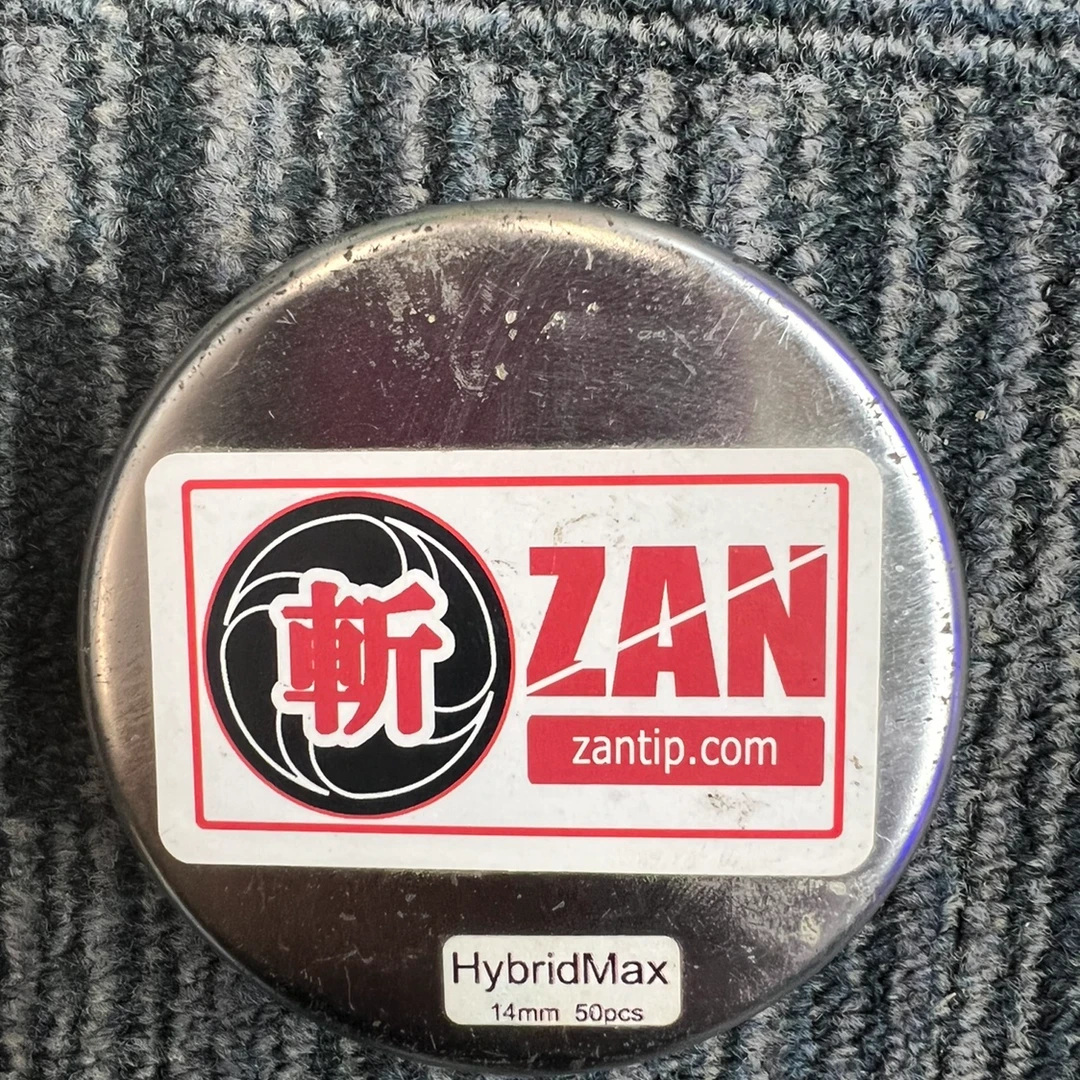 斬
ZAN
zantip.com
HybridMax
14mm 50pcs